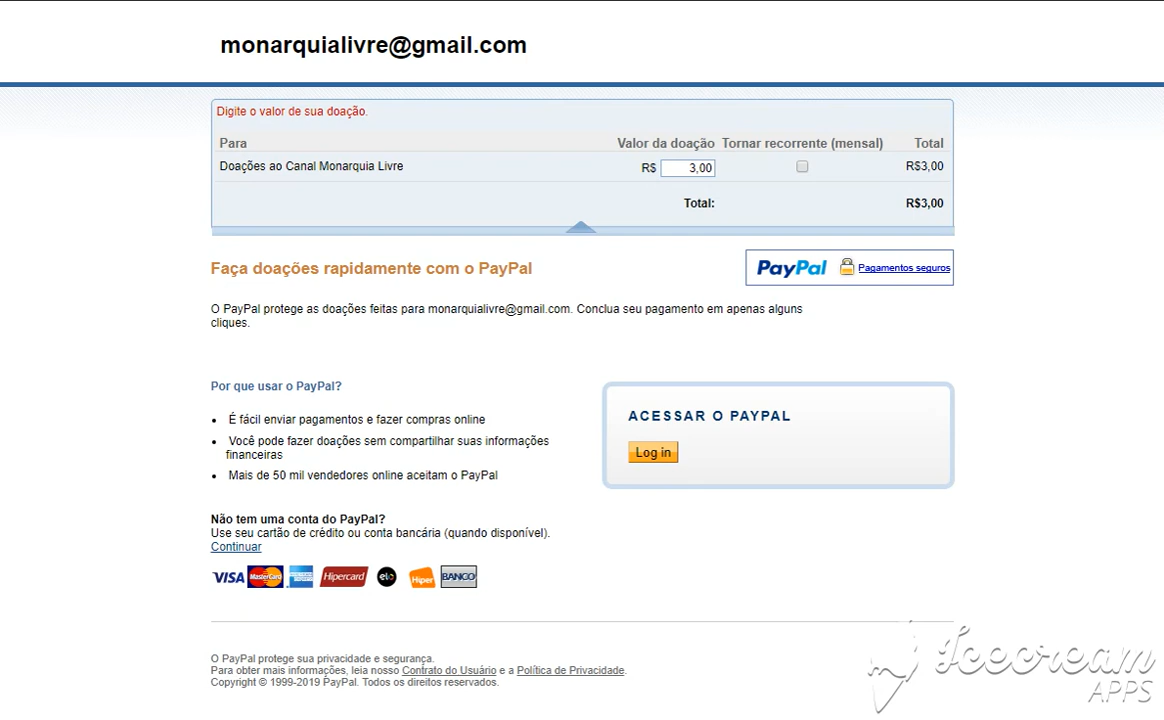 monarquialivre@gmail.com
Digite o valor de sua doação.
Para Valor da doação Tornar recorrente (mensal) Total
Doações ao Canal Monarquia Livre R$ 3,00 R$3,00
Total: R$3,00
Faça doações rapidamente com o PayPal
PayPal Pagamentos seguros
O PayPal protege as doações feitas para monarquialivre@gmail.com. Conclua seu pagamento em apenas alguns
cliques.
Por que usar o PayPal?
É fácil enviar pagamentos e fazer compras online
Você pode fazer doações sem compartilhar suas informações
financeiras
Mais de 50 mil vendedores online aceitam o PayPal
ACESSAR O PAYPAL
Log in
Não tem uma conta do PayPal?
Use seu cartão de crédito ou conta bancária (quando disponível).
Continuar
VISA MasterCard Hipercard elo Hiper BANCO
O PayPal protege sua privacidade e segurança.
Para obter mais informações, leia nosso Contrato do Usuário e a Política de Privacidade.
Copyright © 1999-2019 PayPal. Todos os direitos reservados.
Icecream
APPS